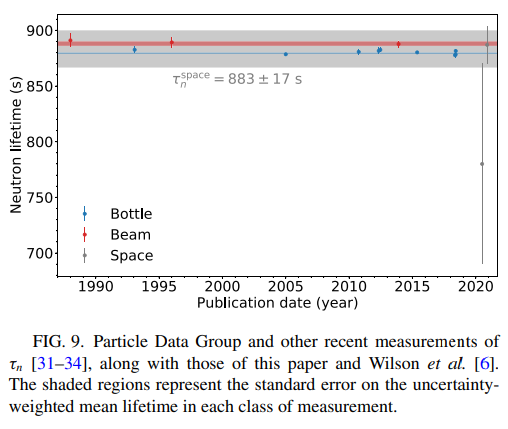 900
850
800
750
700
Neutron lifetime (s)
τₙˢᵖᵃᶜᵉ = 883 ± 17 s
Bottle
Beam
Space
1990 1995 2000 2005 2010 2015 2020
Publication date (year)
FIG. 9. Particle Data Group and other recent measurements of
τₙ [31–34], along with those of this paper and Wilson et al. [6].
The shaded regions represent the standard error on the uncertainty-
weighted mean lifetime in each class of measurement.